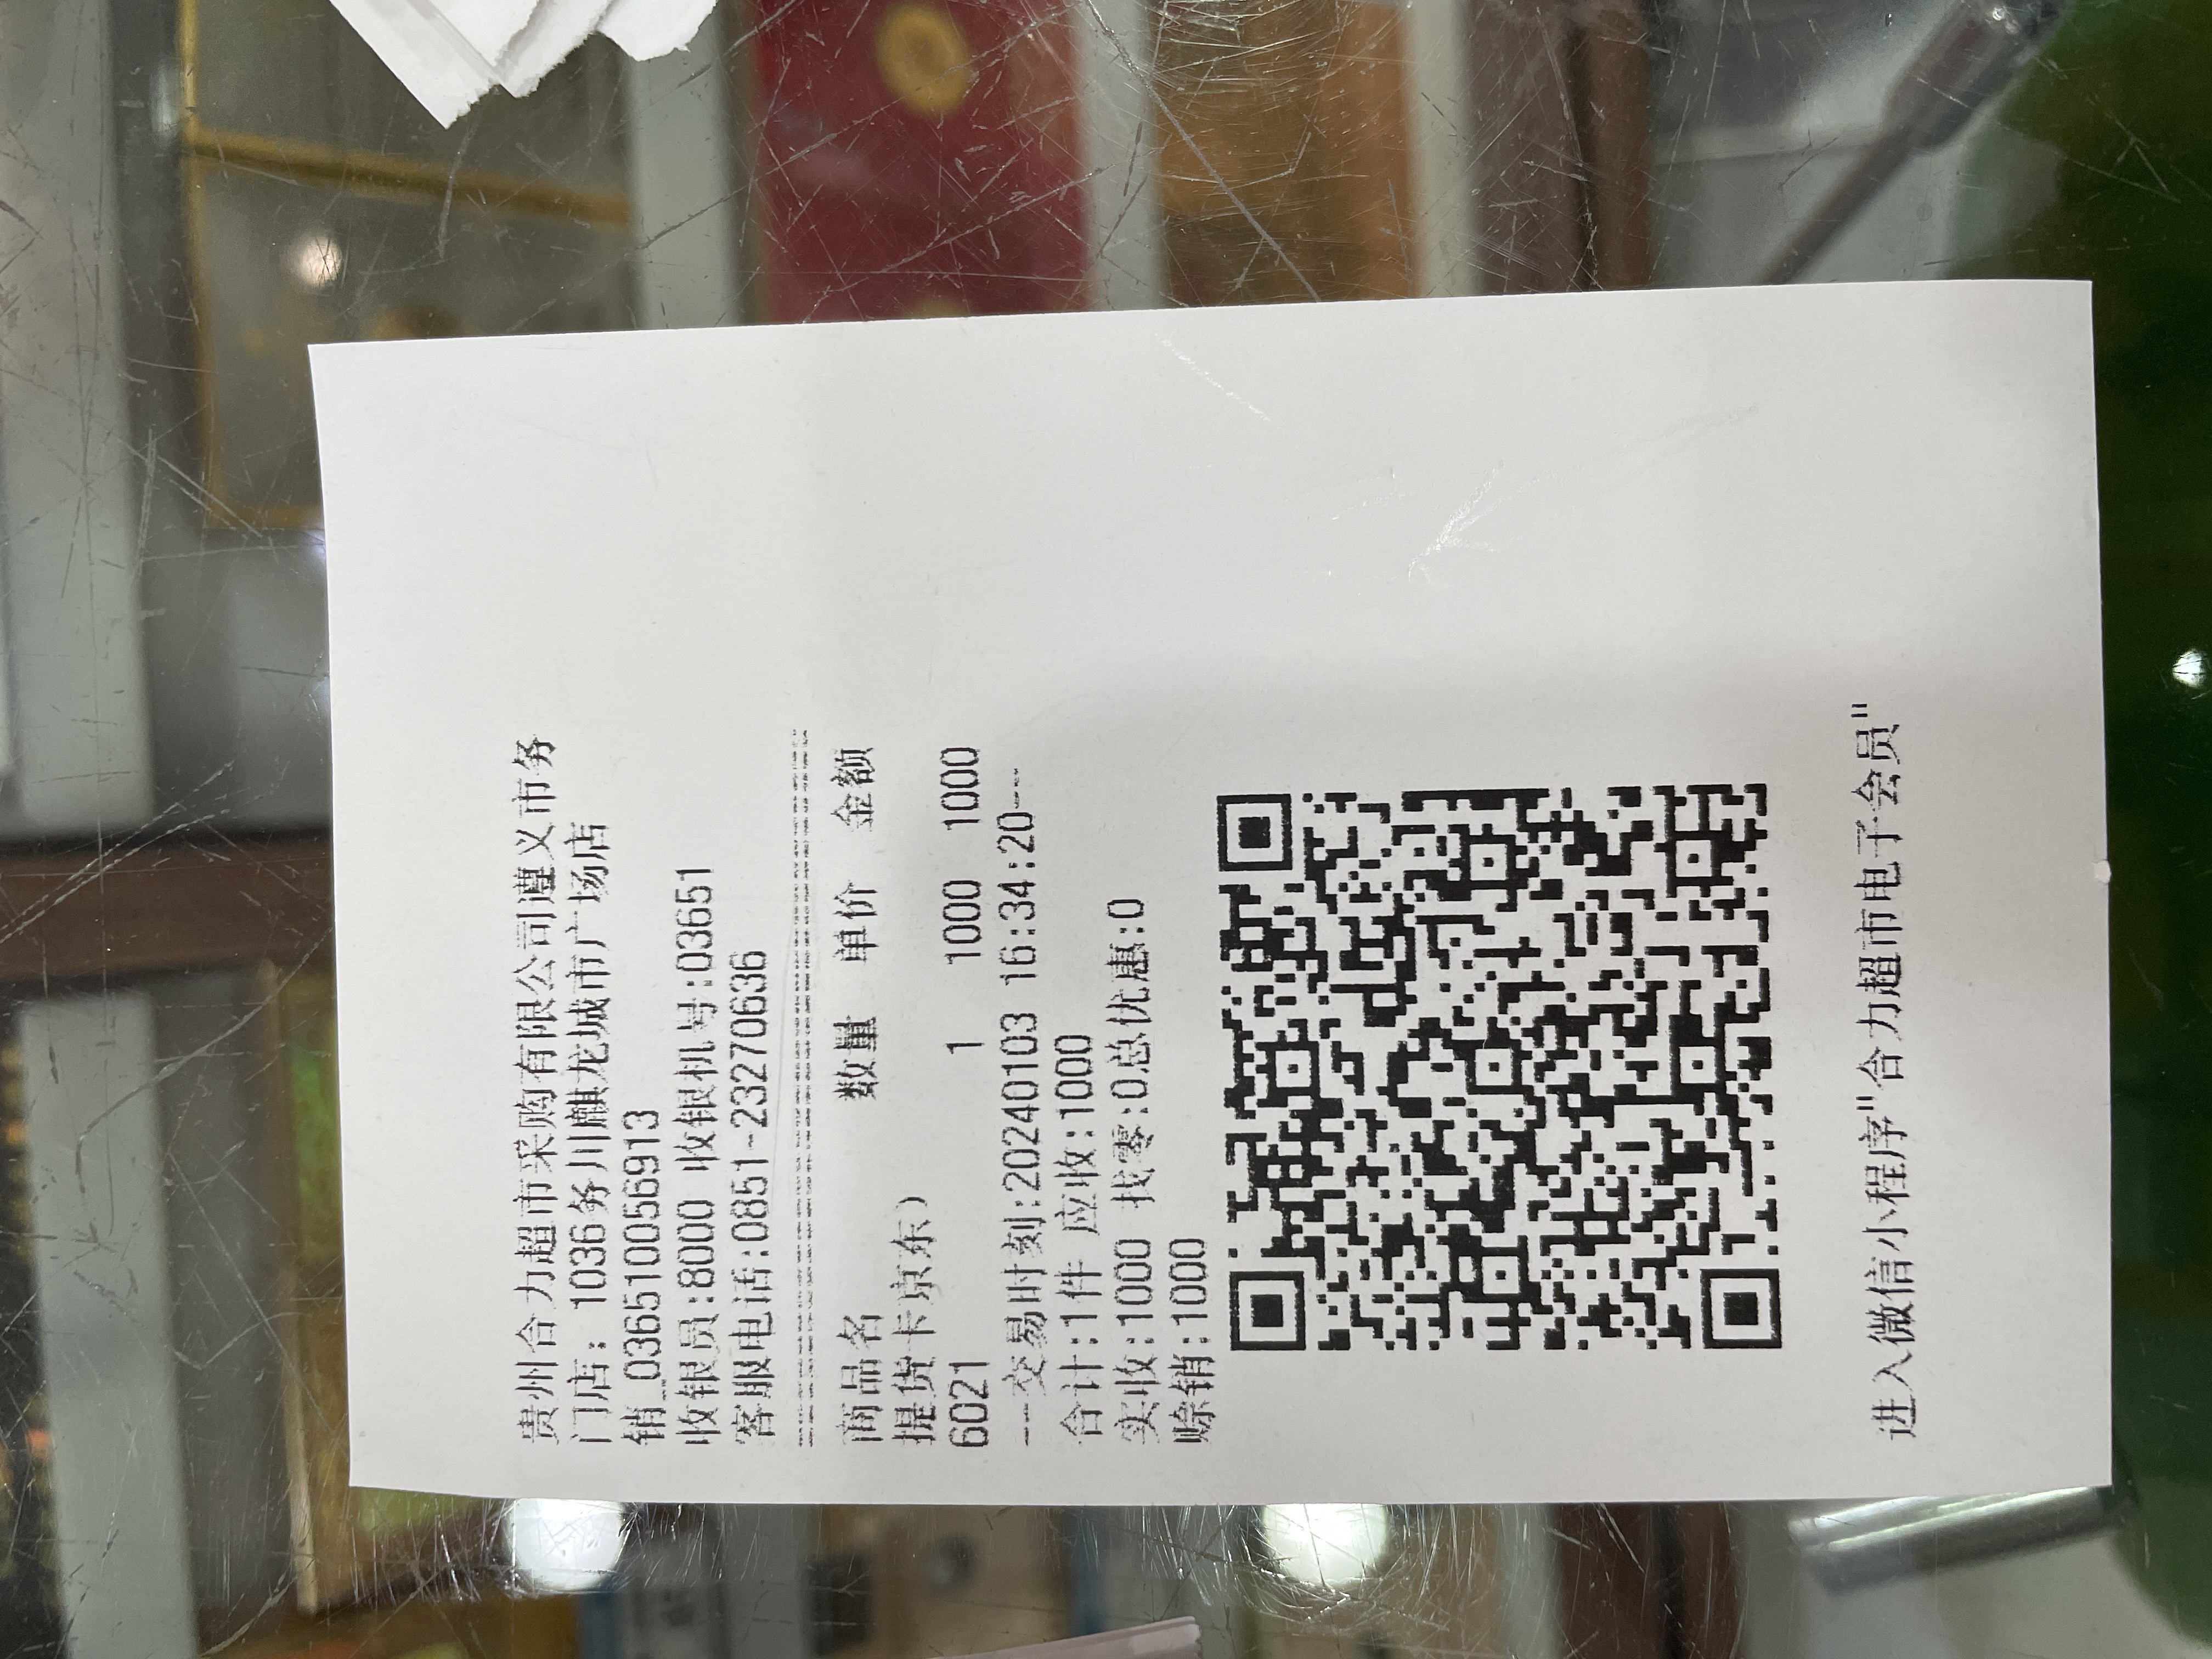 贵州合力超市采购有限公司遵义市务
门店：1036务川麒龙城市广场店
销_036510056913
收银员:8000 收银机号:03651
客服电话:0851-23270636
商品名 数量 单价 金额
提货卡京东）
6021 1 1000 1000
--交易时刻:20240103 16:34:20--
合计:1件 应收:1000
实收:1000 找零:0总优惠:0
赊销:1000
进入微信小程序"合力超市电子会员"